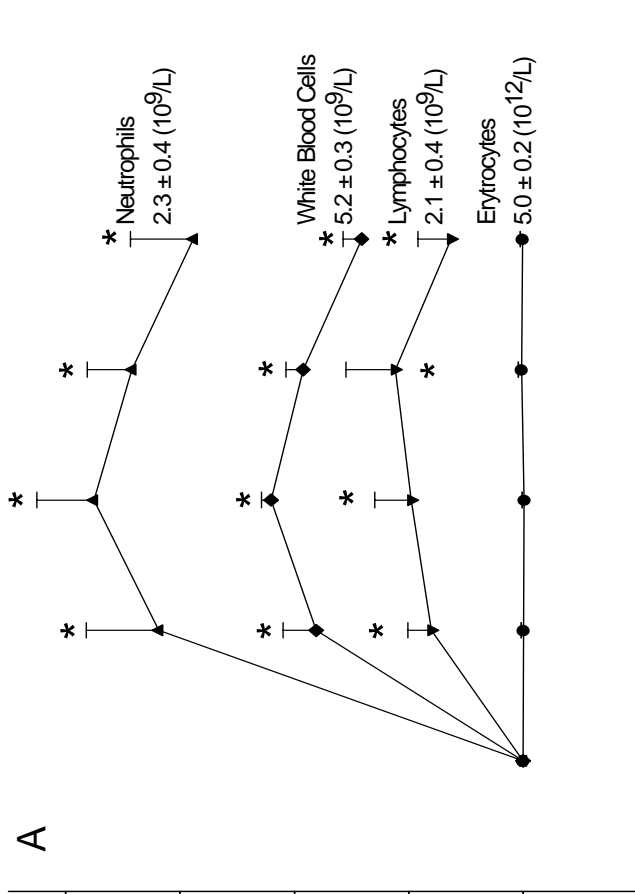 A
*
*
*
*
Neutrophils
2.3 ± 0.4 (10⁹/L)
*
*
*
*
White Blood Cells
5.2 ± 0.3 (10⁹/L)
*
*
*
*
Lymphocytes
2.1 ± 0.4 (10⁹/L)
Erytrocytes
5.0 ± 0.2 (10¹²/L)